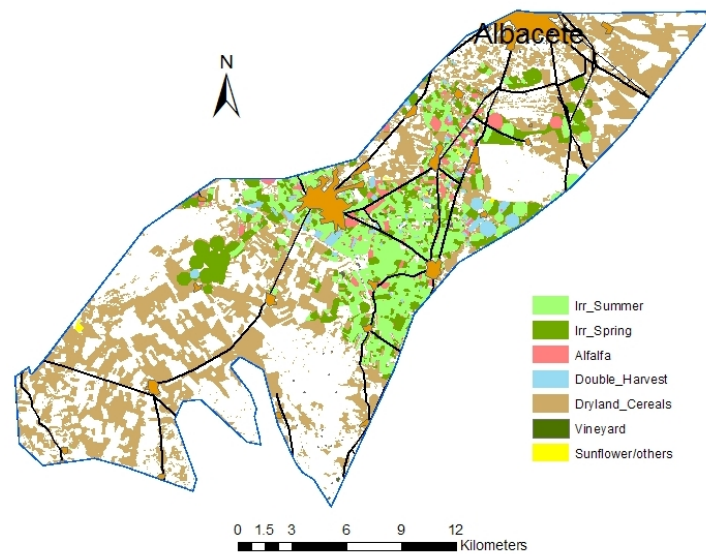 Albacete
N
Irr_Summer
Irr_Spring
Alfalfa
Double_Harvest
Dryland_Cereals
Vineyard
Sunflower/others
0 1.5 3 6 9 12
Kilometers